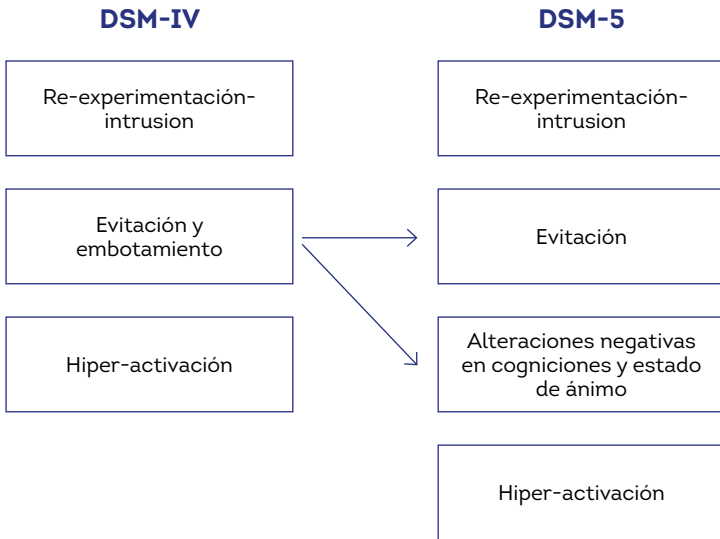 DSM-IV
Re-experimentación-
intrusion
Evitación y
embotamiento
Hiper-activación
DSM-5
Re-experimentación-
intrusion
Evitación
Alteraciones negativas
en cogniciones y estado
de ánimo
Hiper-activación